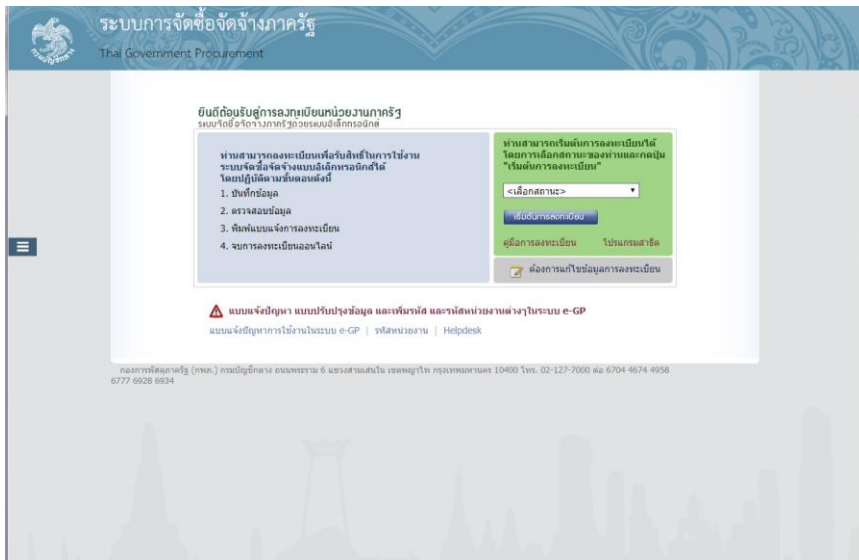 ระบบการจัดซื้อจัดจ้างภาครัฐ
Thai Government Procurement
กรมบัญชีกลาง
ยินดีต้อนรับสู่การลงทะเบียนหน่วยงานภาครัฐ
ระบบจัดซื้อจัดจ้างภาครัฐด้วยระบบอิเล็กทรอนิกส์
ท่านสามารถลงทะเบียนเพื่อรับสิทธิ์ในการใช้งาน
ระบบจัดซื้อจัดจ้างแบบอิเล็กทรอนิกส์ได้
โดยปฏิบัติตามขั้นตอนดังนี้
1. บันทึกข้อมูล
2. ตรวจสอบข้อมูล
3. พิมพ์แบบแจ้งการลงทะเบียน
4. จบการลงทะเบียนออนไลน์
ท่านสามารถเริ่มต้นการลงทะเบียนได้
โดยการเลือกสถานะของท่านและกดปุ่ม
"เริ่มต้นการลงทะเบียน"
<เลือกสถานะ>
เริ่มต้นการลงทะเบียน
คู่มือการลงทะเบียน โปรแกรมสาธิต
ต้องการแก้ไขข้อมูลการลงทะเบียน
แบบแจ้งปัญหา แบบปรับปรุงข้อมูล และเพิ่มรหัส และรหัสหน่วยงานต่างๆในระบบ e-GP
แบบแจ้งปัญหาการใช้งานในระบบ e-GP | รหัสหน่วยงาน | Helpdesk
กองการพัสดุภาครัฐ (กพภ.) กรมบัญชีกลาง ถนนพระราม 6 แขวงสามเสนใน เขตพญาไท กรุงเทพมหานคร 10400 โทร. 02-127-7000 ต่อ 6704 4674 4958
6777 6928 6934